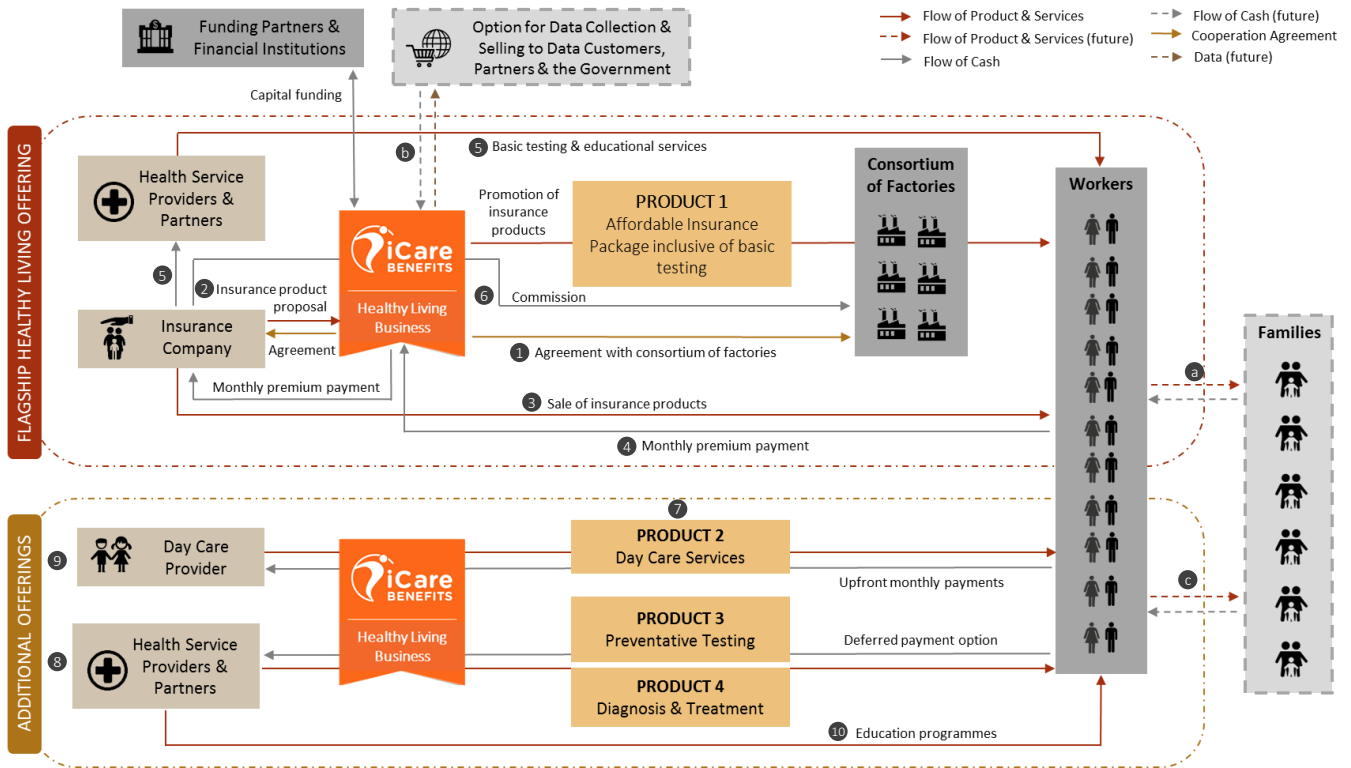 Funding Partners &
Financial Institutions
Option for Data Collection &
Selling to Data Customers,
Partners & the Government
Flow of Product & Services
Flow of Product & Services (future)
Flow of Cash
Flow of Cash (future)
Cooperation Agreement
Data (future)
Capital funding
b
FLAGSHIP HEALTHY LIVING OFFERING
Health Service
Providers &
Partners
5 Basic testing & educational services
Promotion of
insurance
products
PRODUCT 1
Affordable Insurance
Package inclusive of basic
testing
Consortium
of Factories
Workers
iCare
BENEFITS
Healthy Living
Business
5
2 Insurance product
proposal
6 Commission
Insurance
Company
Agreement
1 Agreement with consortium of factories
Monthly premium payment
3 Sale of insurance products
4 Monthly premium payment
a
Families
ADDITIONAL OFFERINGS
7
9
Day Care
Provider
iCare
BENEFITS
Healthy Living
Business
PRODUCT 2
Day Care Services
Upfront monthly payments
c
8
Health Service
Providers &
Partners
PRODUCT 3
Preventative Testing
Deferred payment option
PRODUCT 4
Diagnosis & Treatment
10 Education programmes